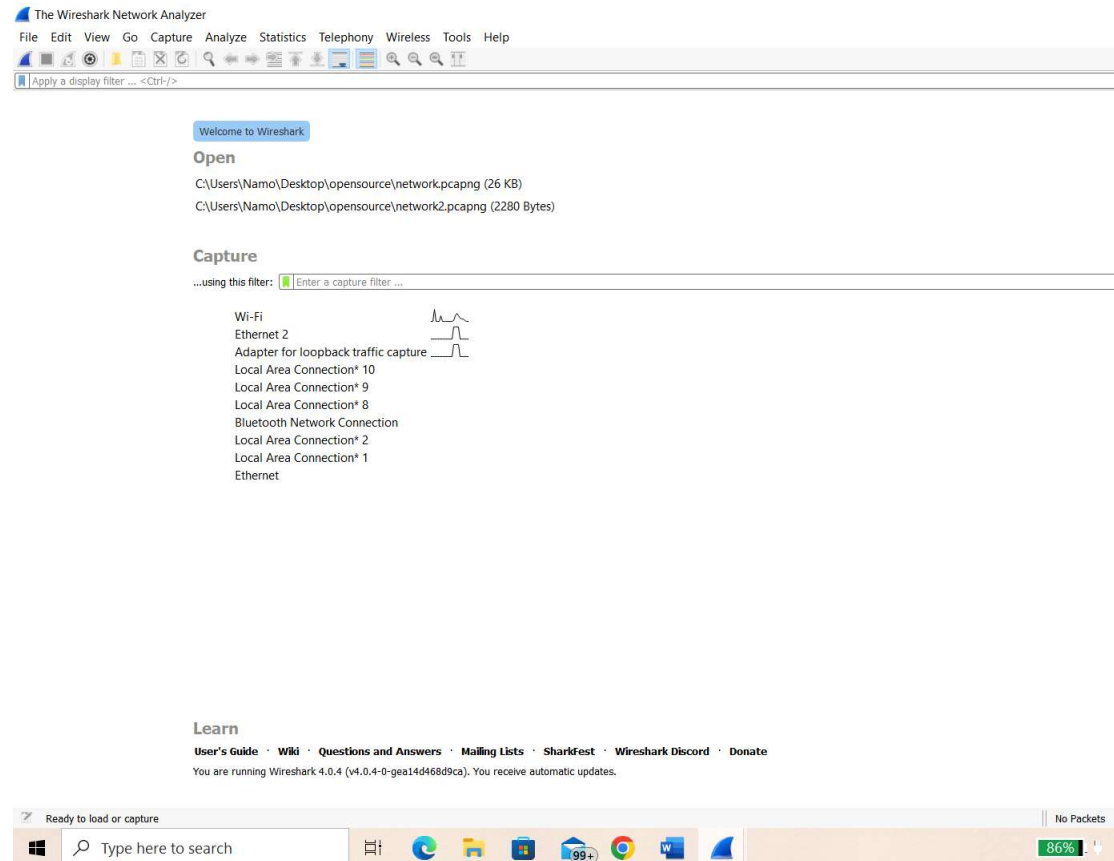 The Wireshark Network Analyzer
File Edit View Go Capture Analyze Statistics Telephony Wireless Tools Help
Apply a display filter ... <Ctrl-/>
Welcome to Wireshark
Open
C:\Users\Namo\Desktop\opensource\network.pcapng (26 KB)
C:\Users\Namo\Desktop\opensource\network2.pcapng (2280 Bytes)
Capture
...using this filter: Enter a capture filter ...
Wi-Fi
Ethernet 2
Adapter for loopback traffic capture
Local Area Connection* 10
Local Area Connection* 9
Local Area Connection* 8
Bluetooth Network Connection
Local Area Connection* 2
Local Area Connection* 1
Ethernet
Learn
User's Guide · Wiki · Questions and Answers · Mailing Lists · SharkFest · Wireshark Discord · Donate
You are running Wireshark 4.0.4 (v4.0.4-0-gea14d468d9ca). You receive automatic updates.
Ready to load or capture No Packets
Type here to search 99+ W 86%